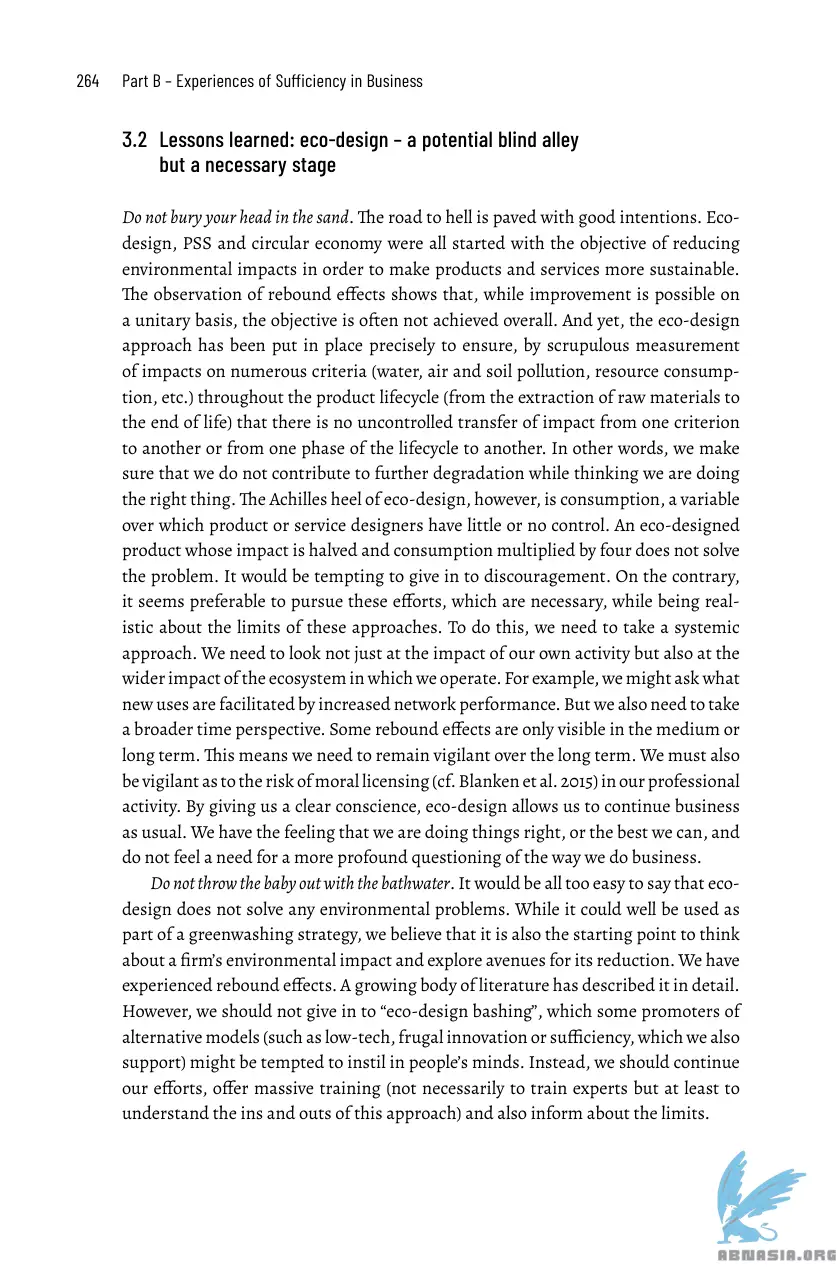 264 Part B – Experiences of Sufficiency in Business
3.2 Lessons learned: eco-design – a potential blind alley
but a necessary stage
Do not bury your head in the sand. The road to hell is paved with good intentions. Eco-
design, PSS and circular economy were all started with the objective of reducing
environmental impacts in order to make products and services more sustainable.
The observation of rebound effects shows that, while improvement is possible on
a unitary basis, the objective is often not achieved overall. And yet, the eco-design
approach has been put in place precisely to ensure, by scrupulous measurement
of impacts on numerous criteria (water, air and soil pollution, resource consump-
tion, etc.) throughout the product lifecycle (from the extraction of raw materials to
the end of life) that there is no uncontrolled transfer of impact from one criterion
to another or from one phase of the lifecycle to another. In other words, we make
sure that we do not contribute to further degradation while thinking we are doing
the right thing. The Achilles heel of eco-design, however, is consumption, a variable
over which product or service designers have little or no control. An eco-designed
product whose impact is halved and consumption multiplied by four does not solve
the problem. It would be tempting to give in to discouragement. On the contrary,
it seems preferable to pursue these efforts, which are necessary, while being real-
istic about the limits of these approaches. To do this, we need to take a systemic
approach. We need to look not just at the impact of our own activity but also at the
wider impact of the ecosystem in which we operate. For example, we might ask what
new uses are facilitated by increased network performance. But we also need to take
a broader time perspective. Some rebound effects are only visible in the medium or
long term. This means we need to remain vigilant over the long term. We must also
be vigilant as to the risk of moral licensing (cf. Blanken et al. 2015) in our professional
activity. By giving us a clear conscience, eco-design allows us to continue business
as usual. We have the feeling that we are doing things right, or the best we can, and
do not feel a need for a more profound questioning of the way we do business.
Do not throw the baby out with the bathwater. It would be all too easy to say that eco-
design does not solve any environmental problems. While it could well be used as
part of a greenwashing strategy, we believe that it is also the starting point to think
about a firm's environmental impact and explore avenues for its reduction. We have
experienced rebound effects. A growing body of literature has described it in detail.
However, we should not give in to “eco-design bashing”, which some promoters of
alternative models (such as low-tech, frugal innovation or sufficiency, which we also
support) might be tempted to instil in people's minds. Instead, we should continue
our efforts, offer massive training (not necessarily to train experts but at least to
understand the ins and outs of this approach) and also inform about the limits.
ABNASIA.ORG